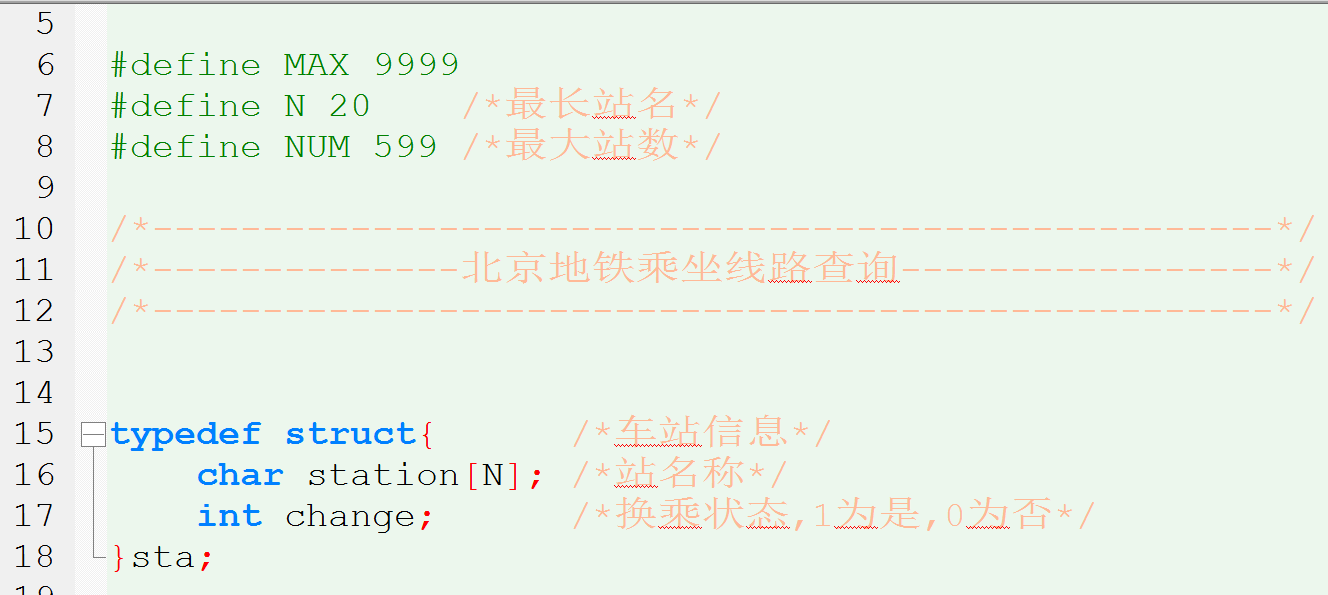 5
6 #define MAX 9999
7 #define N 20 /*最长站名*/
8 #define NUM 599 /*最大站数*/
9
10 /*---------------------------------------------------*/
11 /*--------------北京地铁乘坐线路查询-----------------*/
12 /*---------------------------------------------------*/
13
14
15 typedef struct{ /*车站信息*/
16 char station[N]; /*站名称*/
17 int change; /*换乘状态,1为是,0为否*/
18 }sta;
19